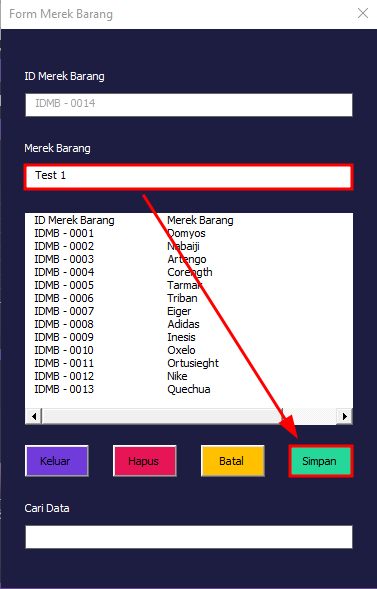 Form Merek Barang
ID Merek Barang
IDMB - 0014
Merek Barang
Test 1
ID Merek Barang Merek Barang
IDMB - 0001 Domyos
IDMB - 0002 Nabaiji
IDMB - 0003 Artengo
IDMB - 0004 Corength
IDMB - 0005 Tarmak
IDMB - 0006 Triban
IDMB - 0007 Eiger
IDMB - 0008 Adidas
IDMB - 0009 Inesis
IDMB - 0010 Oxelo
IDMB - 0011 Ortusieght
IDMB - 0012 Nike
IDMB - 0013 Quechua
Keluar Hapus Batal Simpan
Cari Data